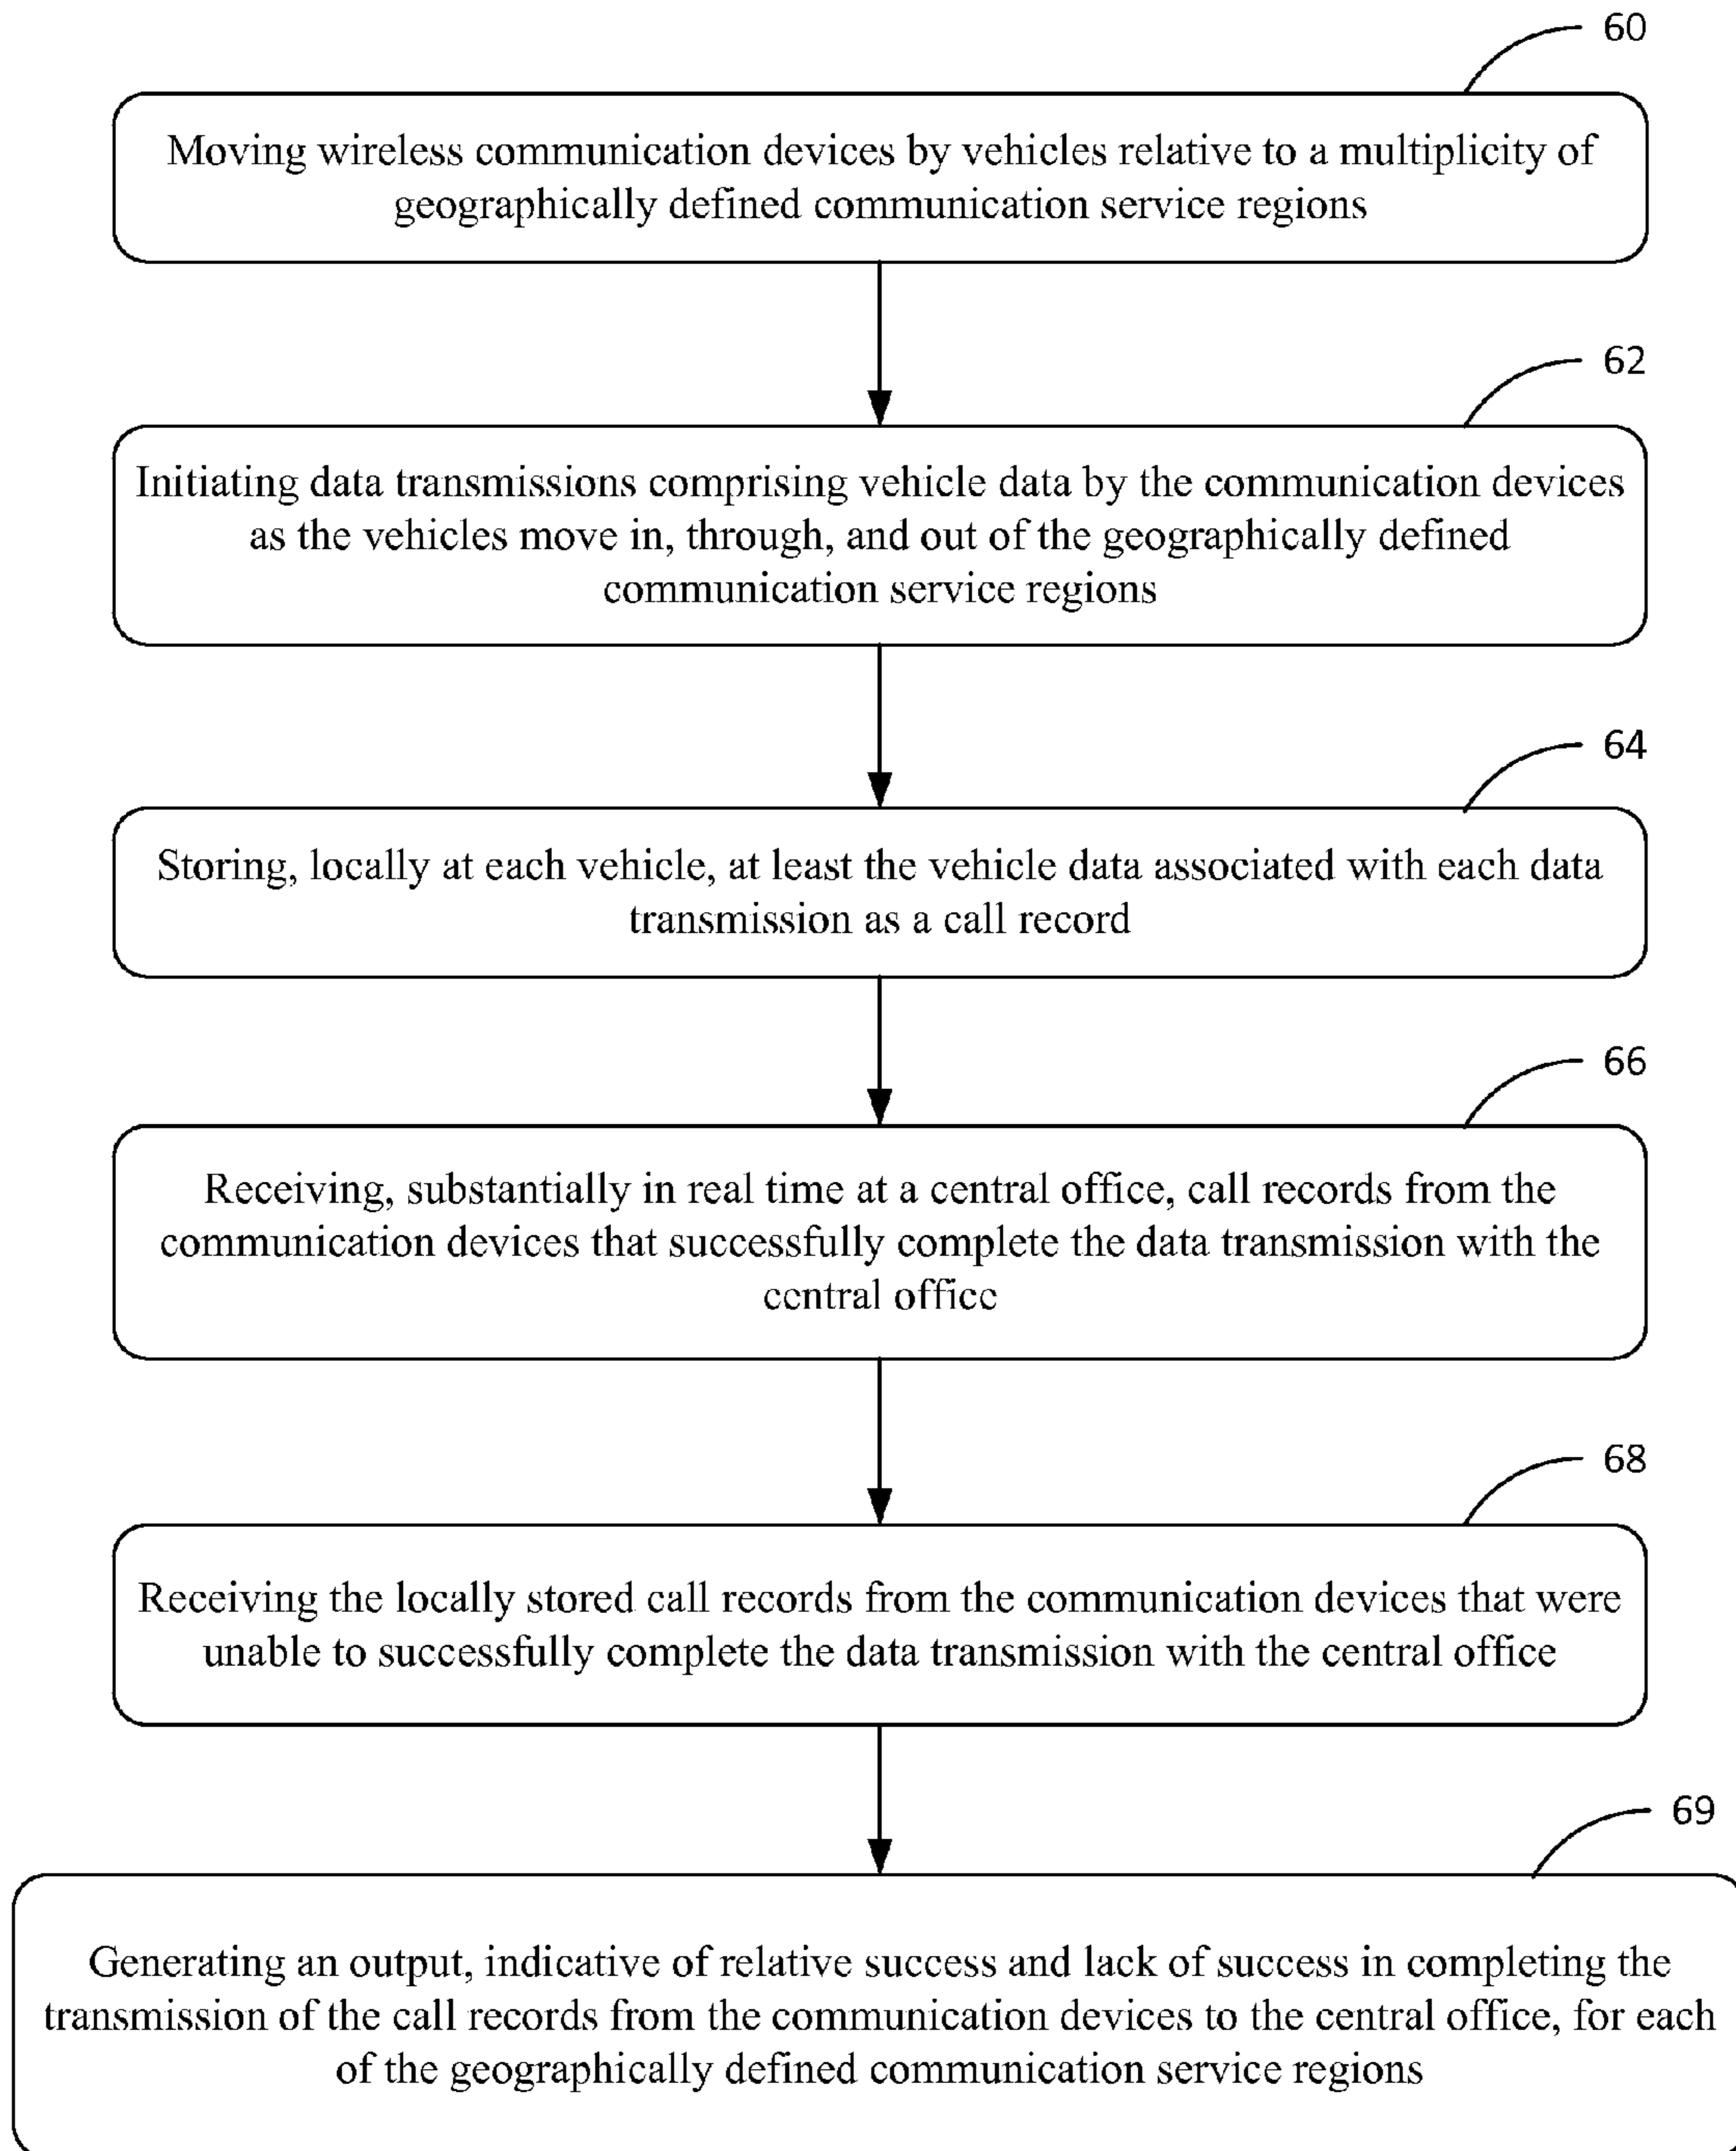 60
Moving wireless communication devices by vehicles relative to a multiplicity of
geographically defined communication service regions
62
Initiating data transmissions comprising vehicle data by the communication devices
as the vehicles move in, through, and out of the geographically defined
communication service regions
64
Storing, locally at each vehicle, at least the vehicle data associated with each data
transmission as a call record
66
Receiving, substantially in real time at a central office, call records from the
communication devices that successfully complete the data transmission with the
central office
68
Receiving the locally stored call records from the communication devices that were
unable to successfully complete the data transmission with the central office
69
Generating an output, indicative of relative success and lack of success in completing the
transmission of the call records from the communication devices to the central office, for each
of the geographically defined communication service regions